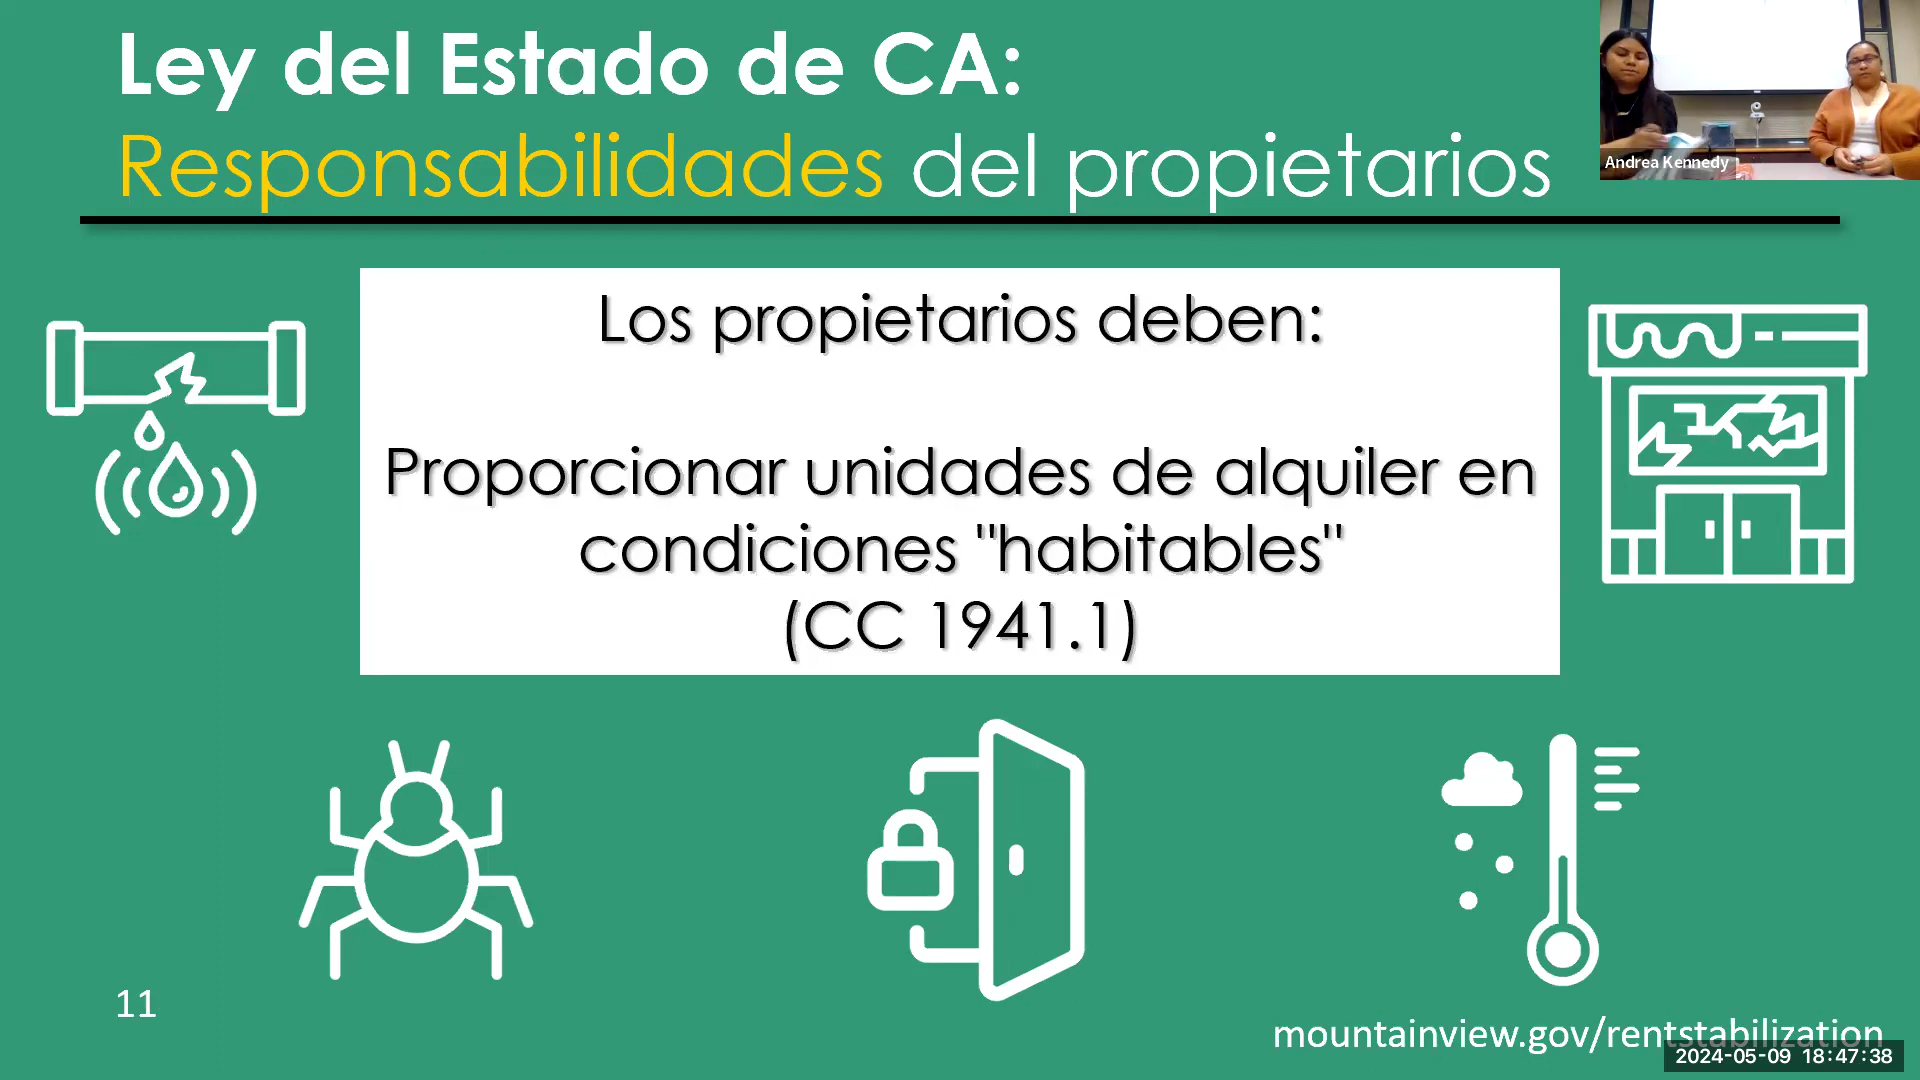 Ley del Estado de CA:
Responsabilidades del propietarios
Andrea Kennedy
Los propietarios deben:
Proporcionar unidades de alquiler en
condiciones "habitables"
(CC 1941.1)
11
mountainview.gov/rentstabilization
2024-05-09 18:47:38